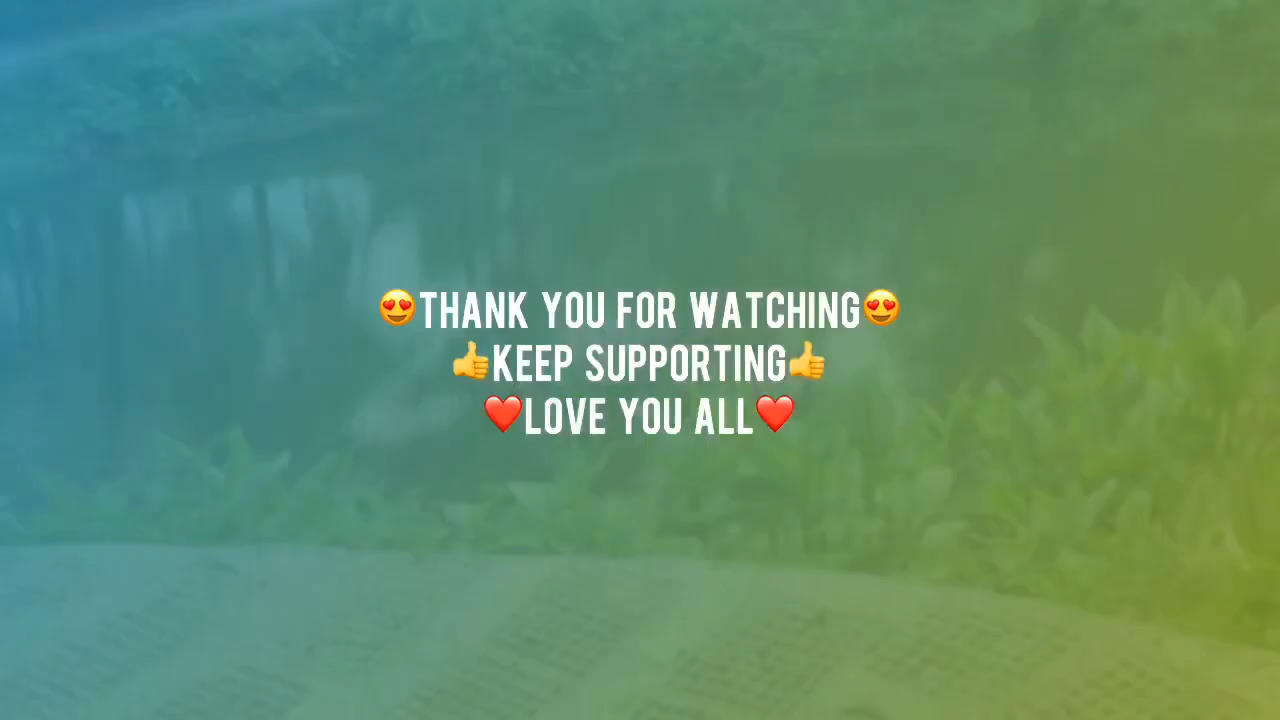 😍THANK YOU FOR WATCHING😍
👍KEEP SUPPORTING👍
❤️LOVE YOU ALL❤️